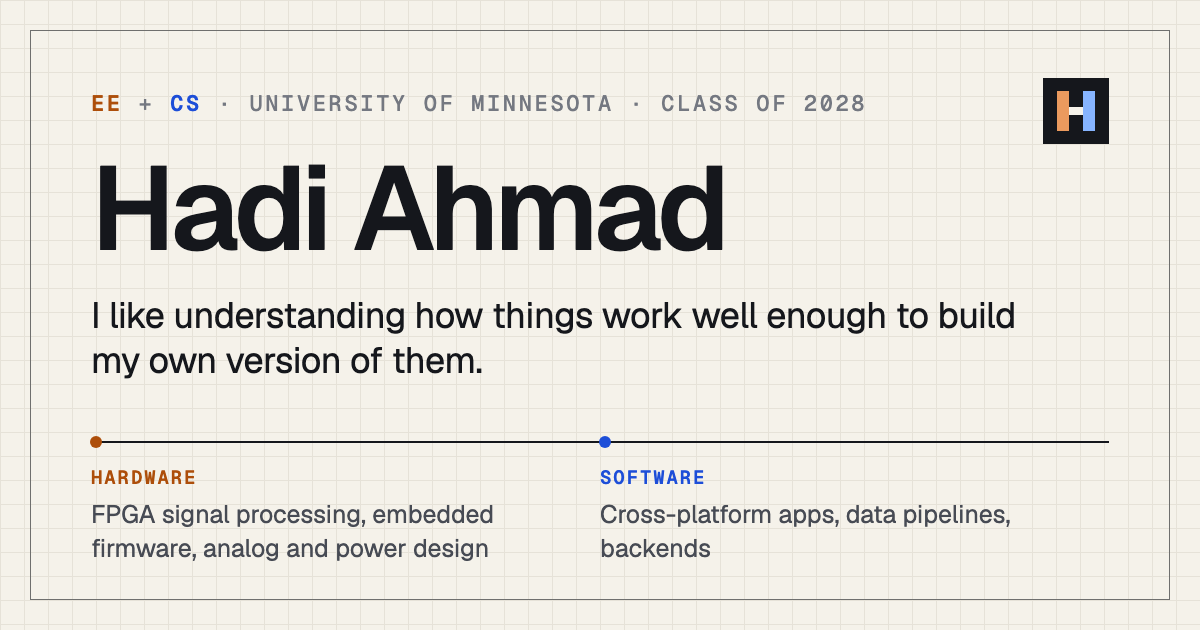 EE + CS · UNIVERSITY OF MINNESOTA · CLASS OF 2028
H
Hadi Ahmad
I like understanding how things work well enough to build
my own version of them.
HARDWARE
FPGA signal processing, embedded
firmware, analog and power design
SOFTWARE
Cross-platform apps, data pipelines,
backends